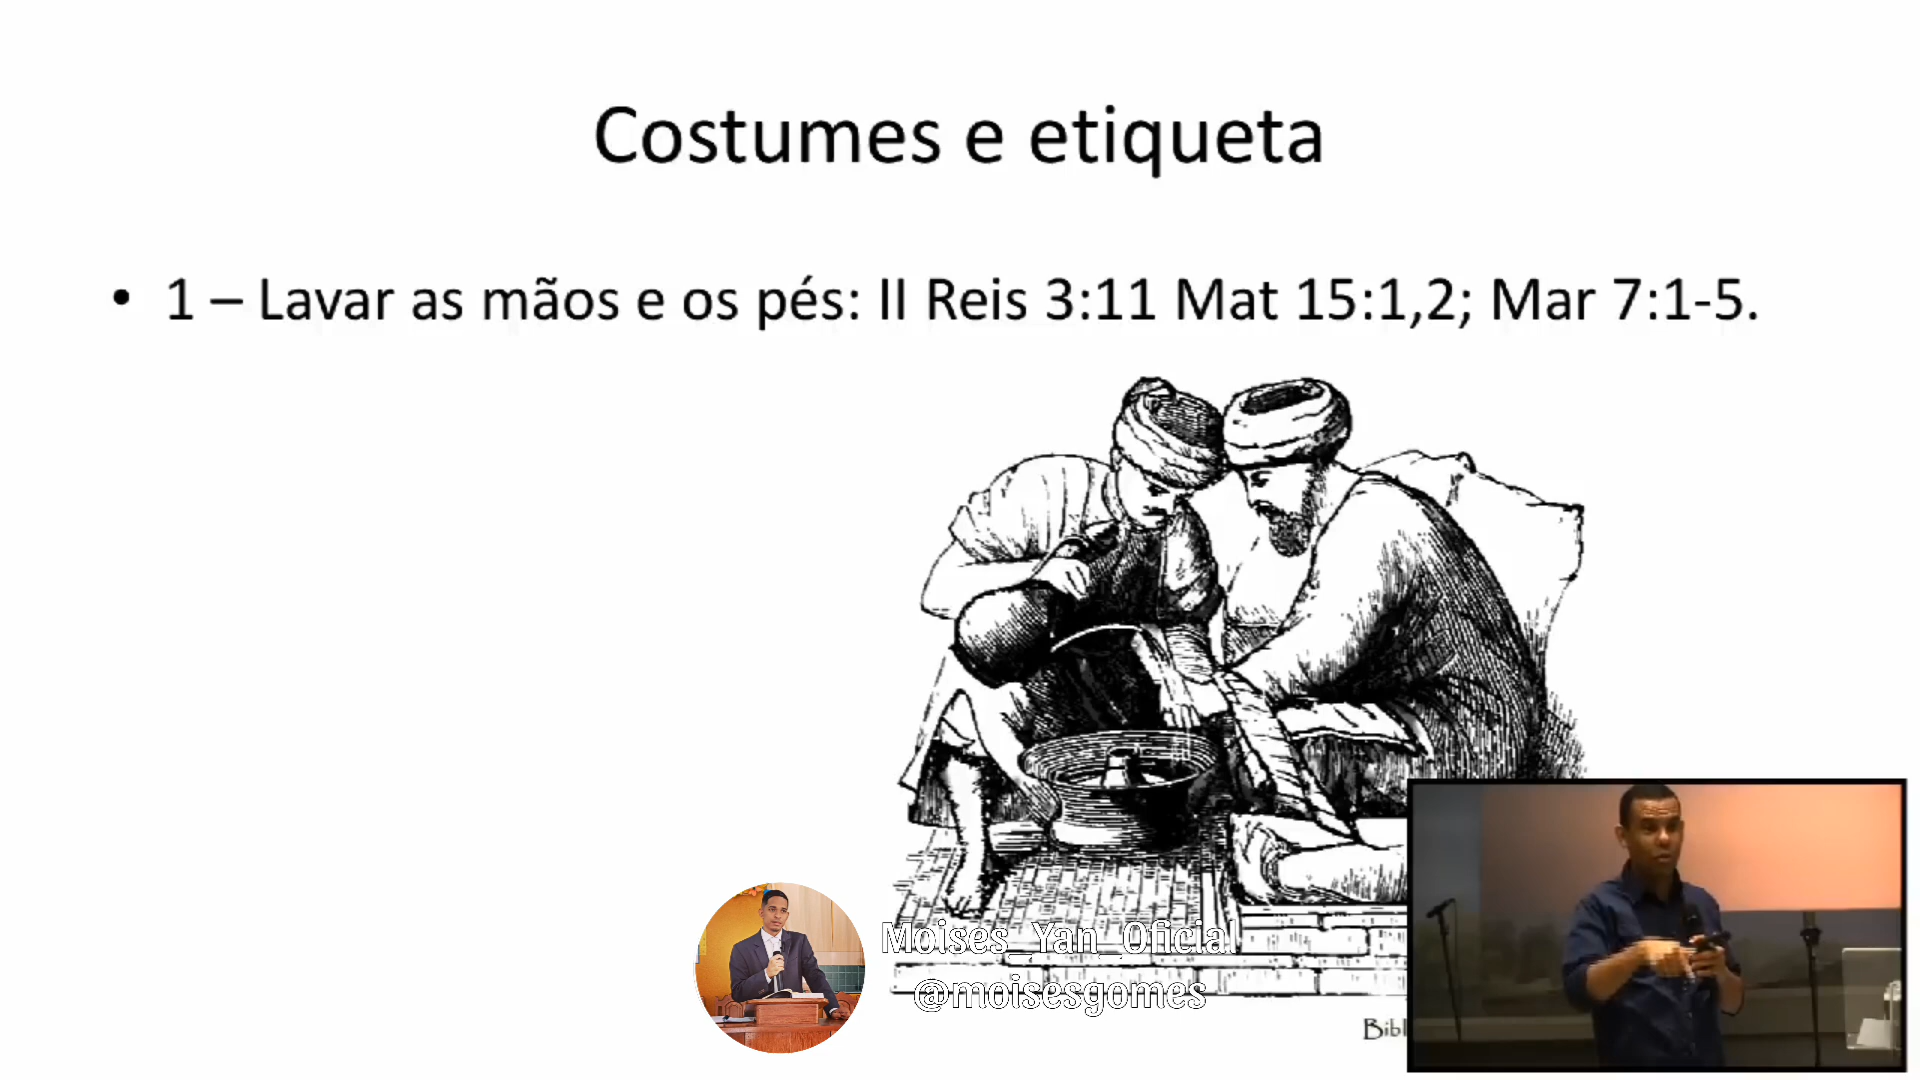 Costumes e etiqueta
• 1 – Lavar as mãos e os pés: II Reis 3:11 Mat 15:1,2; Mar 7:1-5.
Moises_Yan_Oficial
@moisesgomes